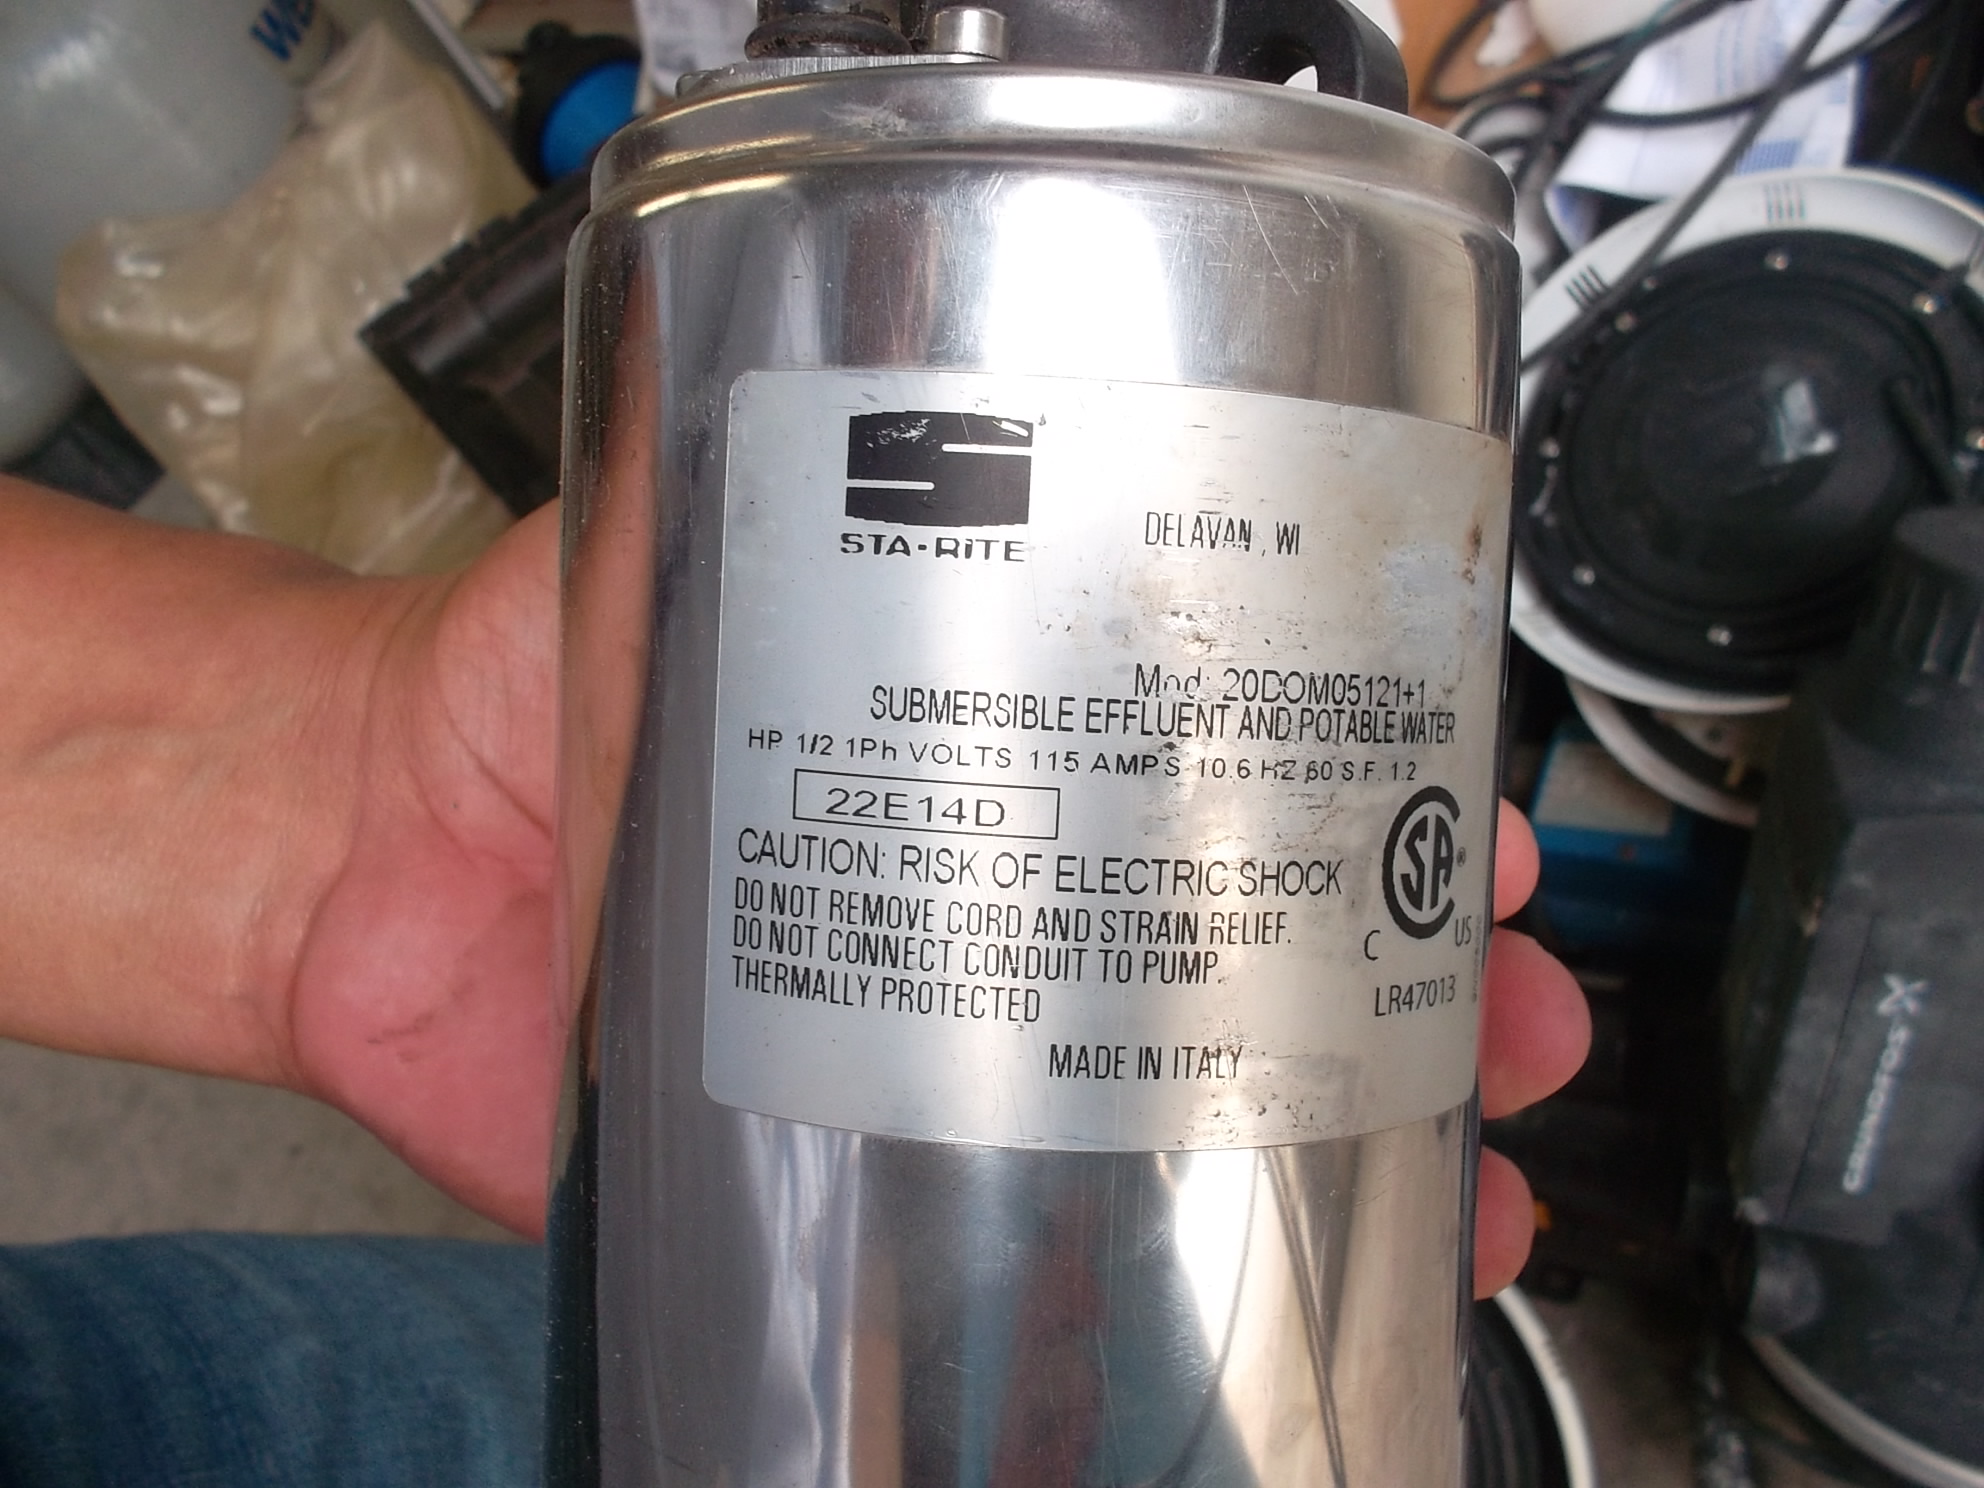 STA-RITE
DELAVAN, WI
Mod: 20DOM05121+1
SUBMERSIBLE EFFLUENT AND POTABLE WATER
HP 1/2 1Ph VOLTS 115 AMPS 10.6 HZ 60 S.F. 1.2
22E14D
CAUTION: RISK OF ELECTRIC SHOCK
DO NOT REMOVE CORD AND STRAIN RELIEF.
DO NOT CONNECT CONDUIT TO PUMP.
THERMALLY PROTECTED
MADE IN ITALY
CSA®
C US
LR47013
GRUNDFOS